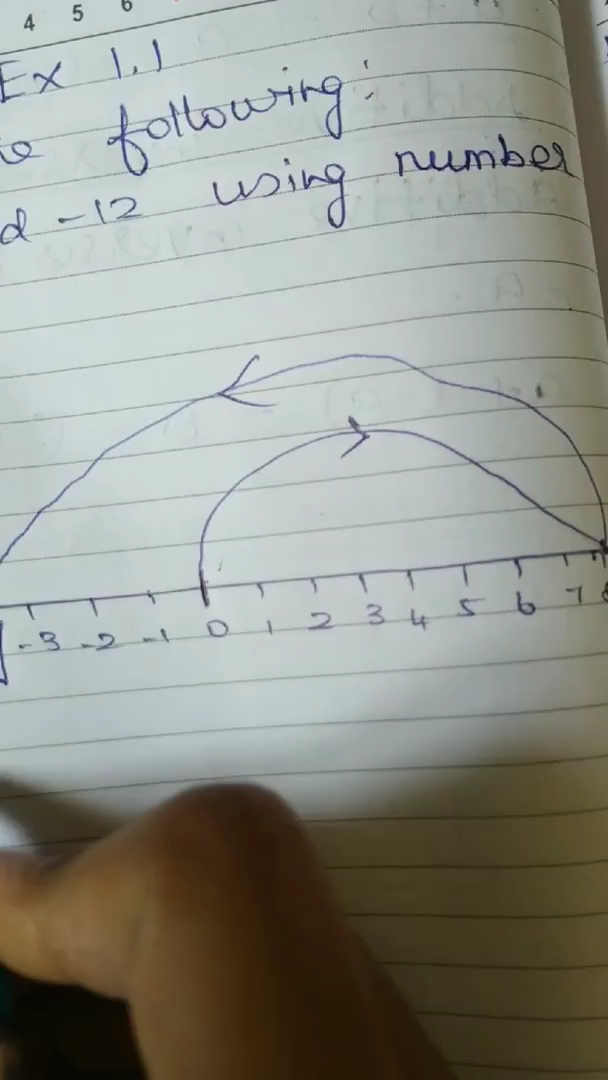 4 5 6
Ex 1.1
following:
-12 using number
-3 -2 -1 0 1 2 3 4 5 6 7 8